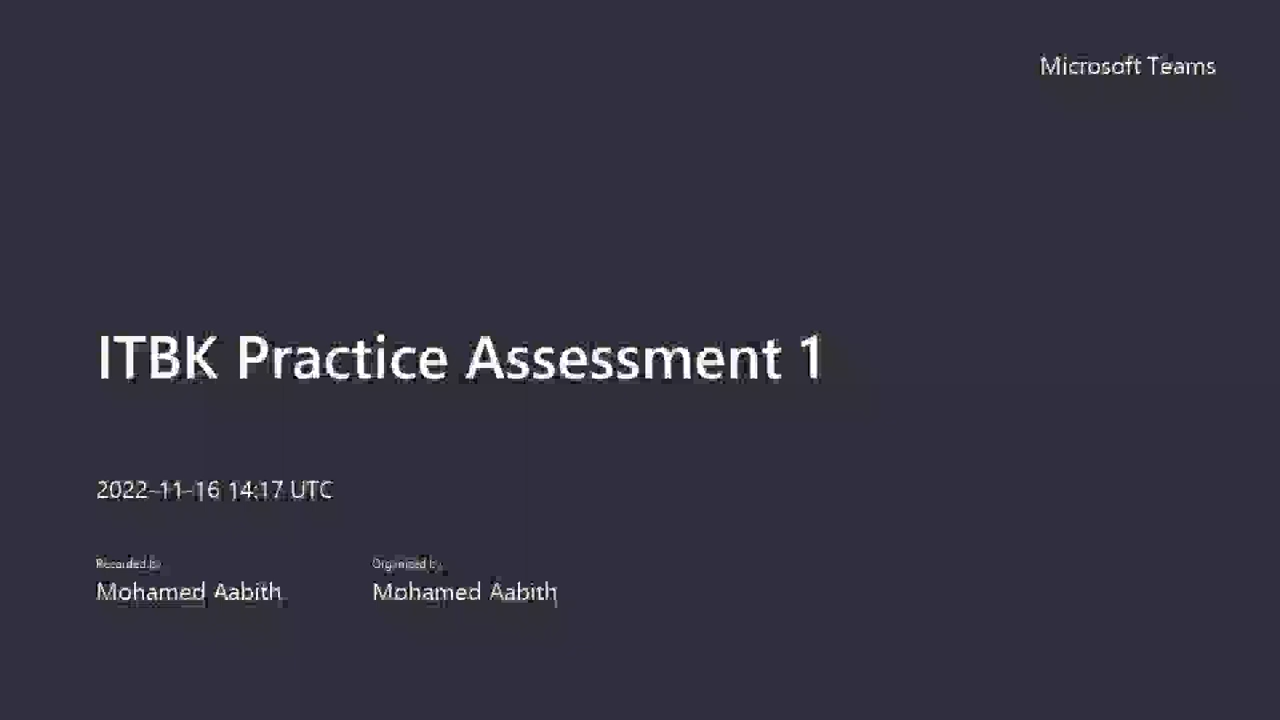 Microsoft Teams
ITBK Practice Assessment 1
2022-11-16 14:17 UTC
Recorded by Organized by
Mohamed Aabith Mohamed Aabith